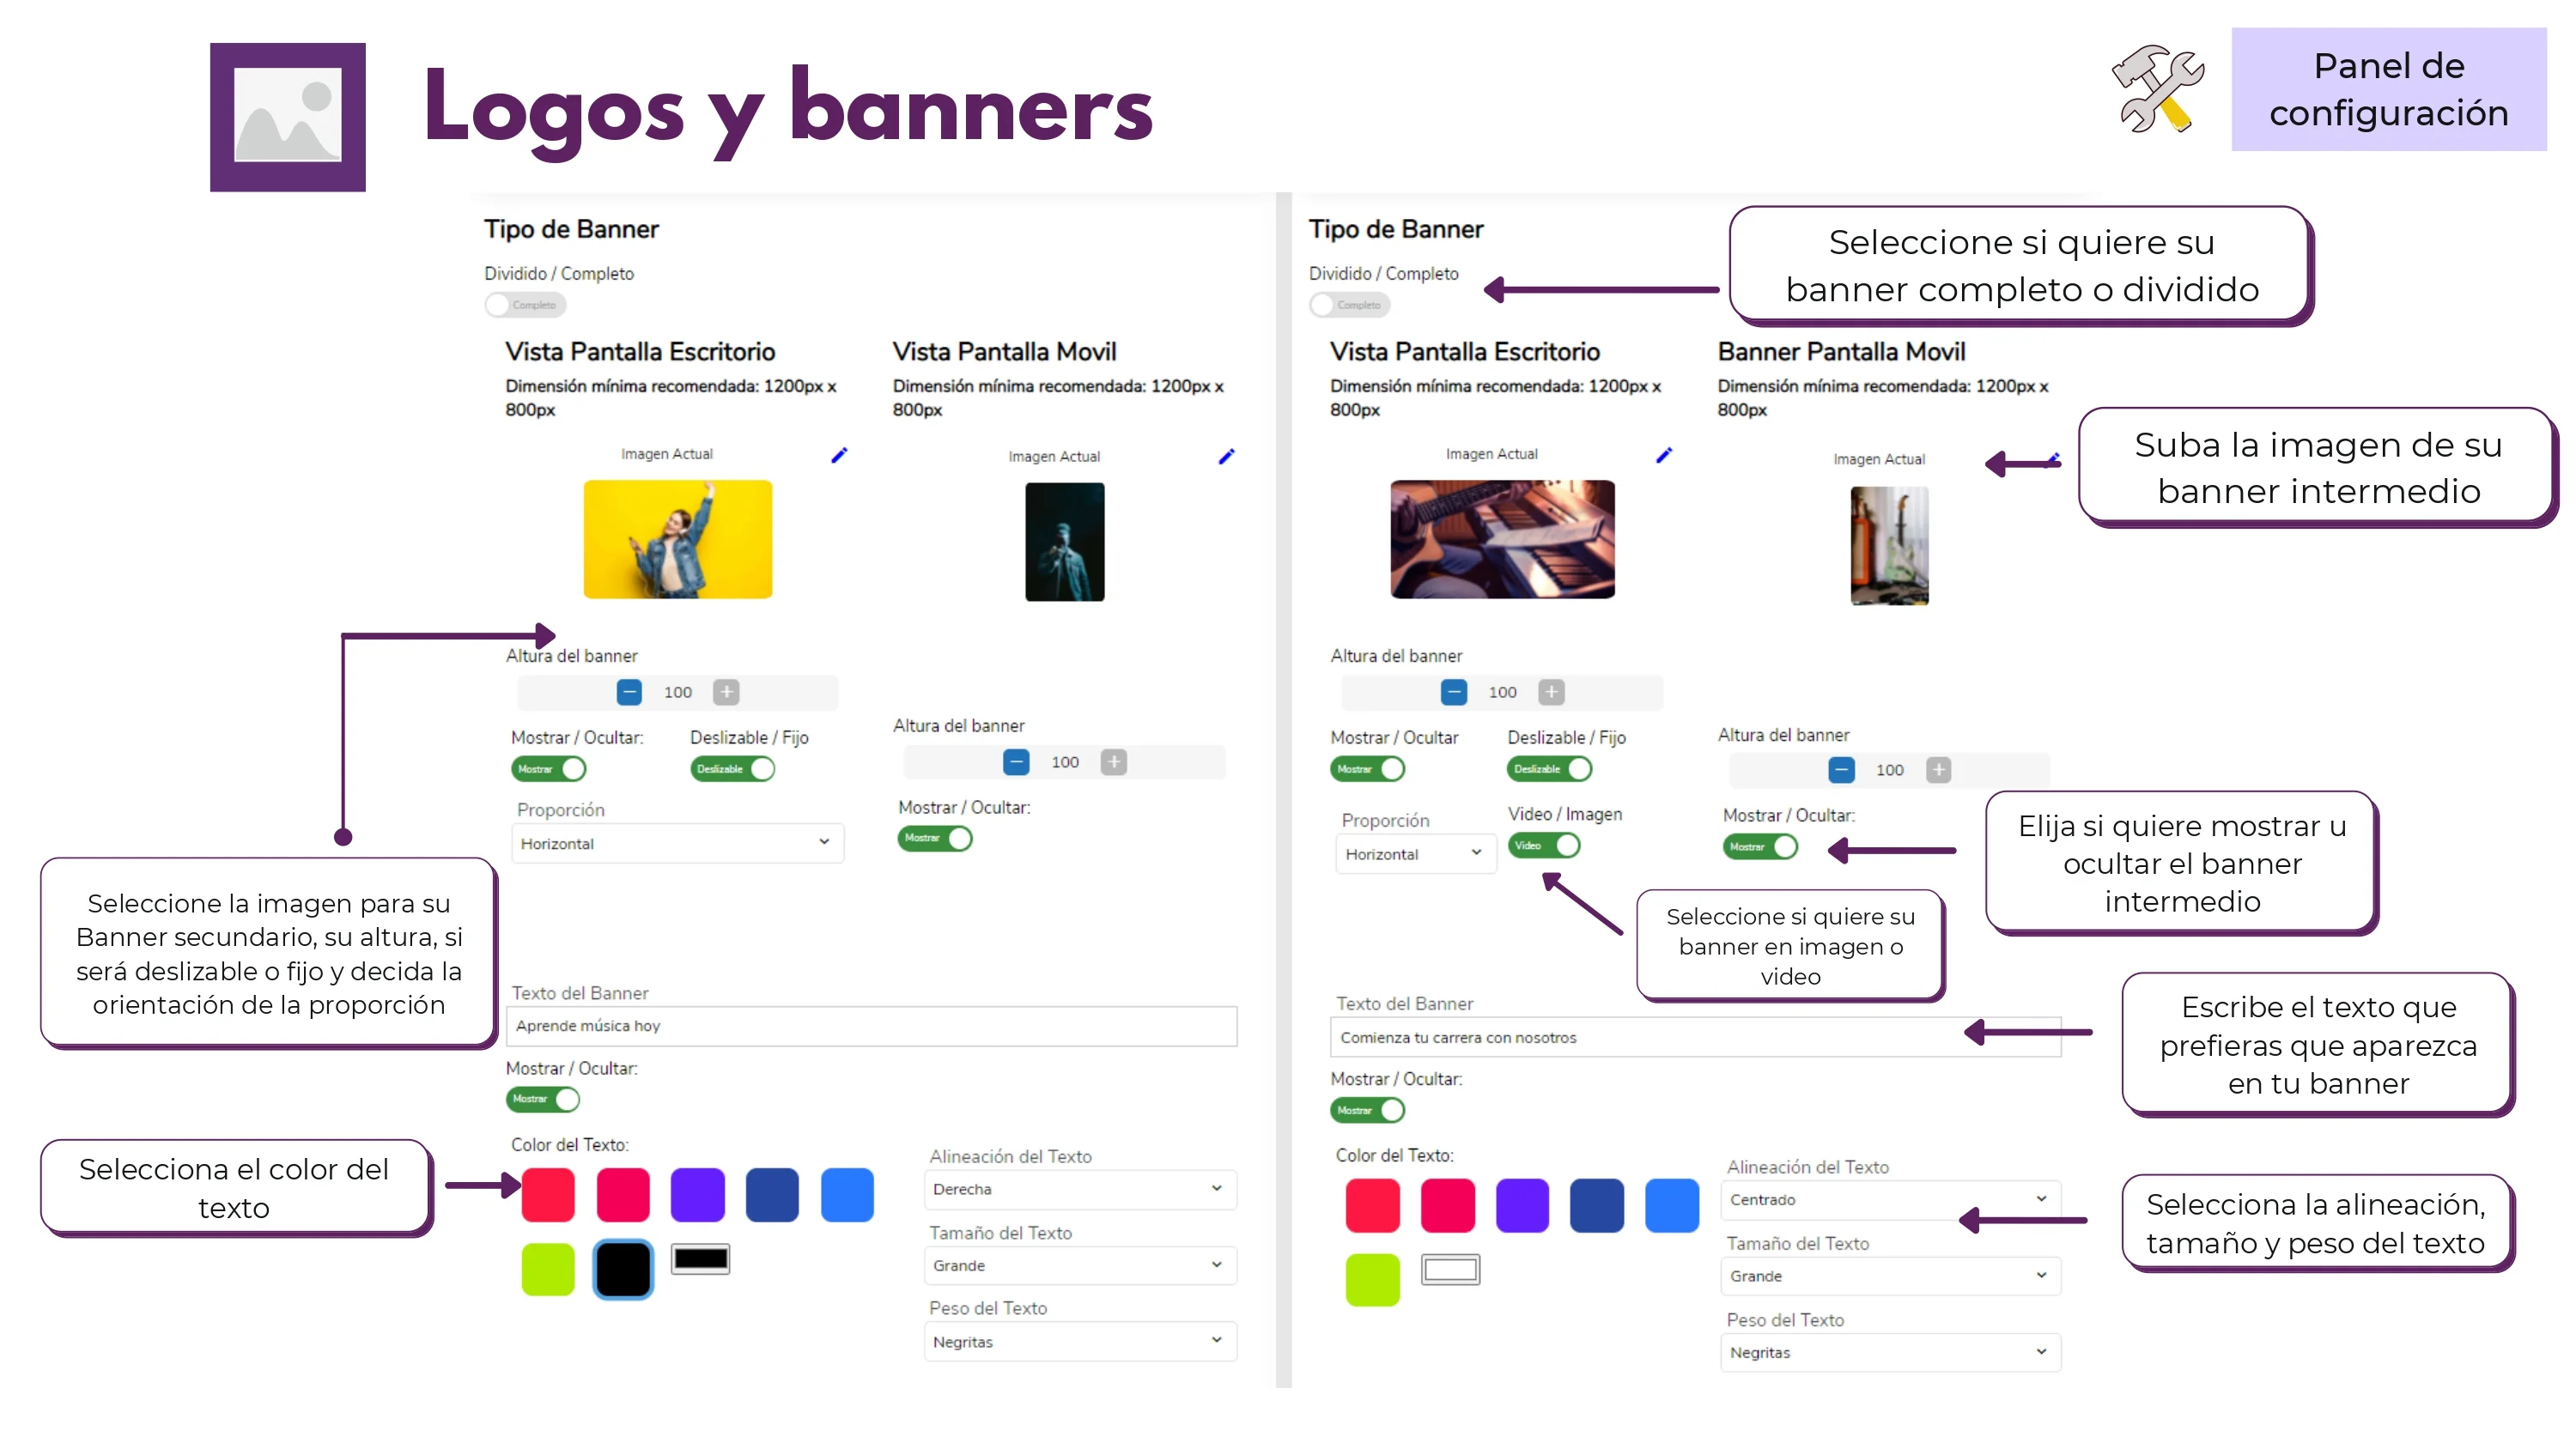 Logos y banners
Panel de
configuración
Tipo de Banner
Dividido / Completo
Completo
Vista Pantalla Escritorio
Dimensión mínima recomendada: 1200px x
800px
Imagen Actual
Vista Pantalla Movil
Dimensión mínima recomendada: 1200px x
800px
Imagen Actual
Altura del banner
100
Mostrar / Ocultar:
Mostrar
Deslizable / Fijo
Deslizable
Proporción
Horizontal
Altura del banner
100
Mostrar / Ocultar:
Mostrar
Texto del Banner
Aprende música hoy
Mostrar / Ocultar:
Mostrar
Color del Texto:
Alineación del Texto
Derecha
Tamaño del Texto
Grande
Peso del Texto
Negritas
Seleccione la imagen para su
Banner secundario, su altura, si
será deslizable o fijo y decida la
orientación de la proporción
Selecciona el color del
texto
Tipo de Banner
Dividido / Completo
Completo
Seleccione si quiere su
banner completo o dividido
Vista Pantalla Escritorio
Dimensión mínima recomendada: 1200px x
800px
Imagen Actual
Banner Pantalla Movil
Dimensión mínima recomendada: 1200px x
800px
Imagen Actual
Suba la imagen de su
banner intermedio
Altura del banner
100
Mostrar / Ocultar
Mostrar
Deslizable / Fijo
Deslizable
Proporción
Horizontal
Video / Imagen
Video
Altura del banner
100
Mostrar / Ocultar:
Mostrar
Elija si quiere mostrar u
ocultar el banner
intermedio
Seleccione si quiere su
banner en imagen o
video
Texto del Banner
Comienza tu carrera con nosotros
Escribe el texto que
prefieras que aparezca
en tu banner
Mostrar / Ocultar:
Mostrar
Color del Texto:
Alineación del Texto
Centrado
Tamaño del Texto
Grande
Peso del Texto
Negritas
Selecciona la alineación,
tamaño y peso del texto